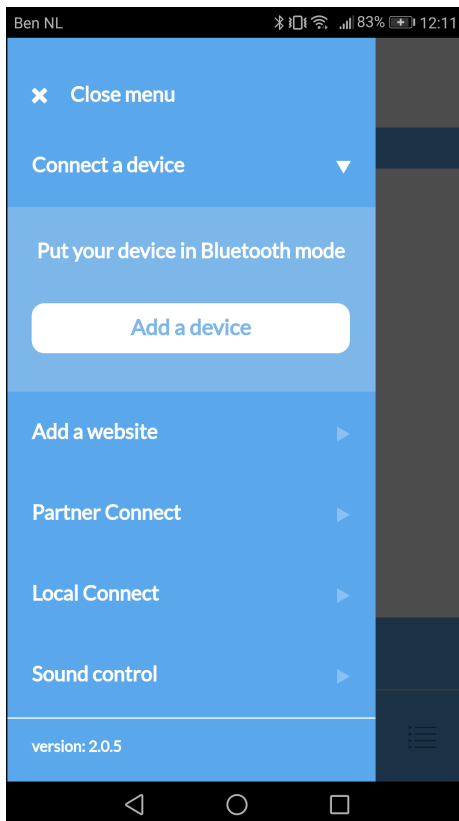 Ben NL 83% 12:11
Close menu
Connect a device
Put your device in Bluetooth mode
Add a device
Add a website
Partner Connect
Local Connect
Sound control
version: 2.0.5